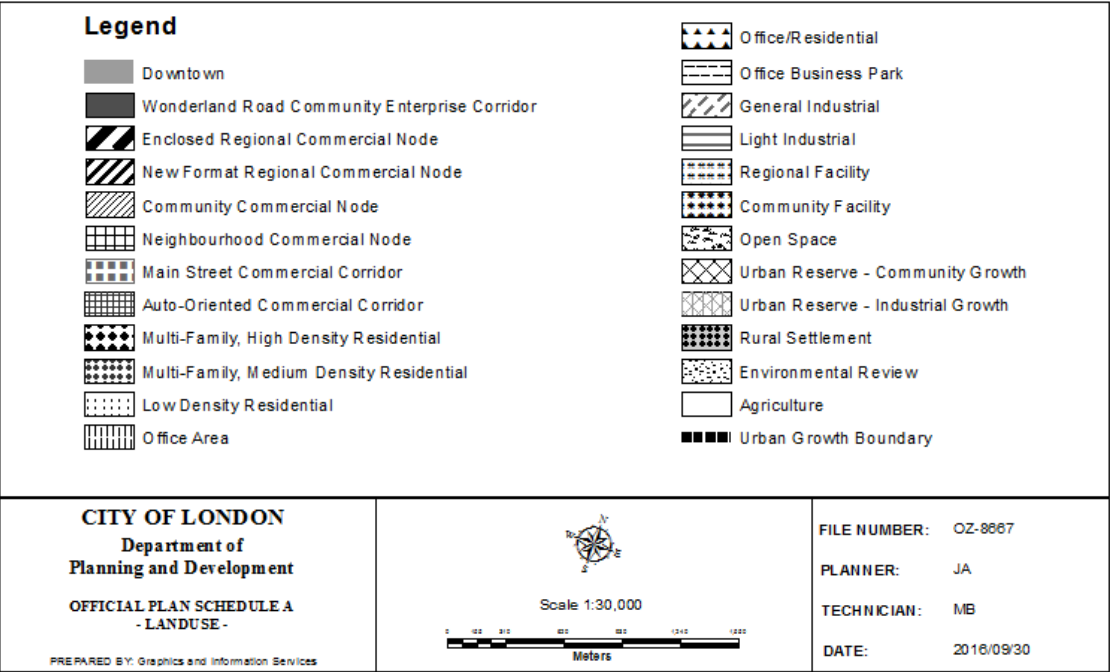 Legend
Downtown
Wonderland Road Community Enterprise Corridor
Enclosed Regional Commercial Node
New Format Regional Commercial Node
Community Commercial Node
Neighbourhood Commercial Node
Main Street Commercial Corridor
Auto-Oriented Commercial Corridor
Multi-Family, High Density Residential
Multi-Family, Medium Density Residential
Low Density Residential
Office Area
Office/Residential
Office Business Park
General Industrial
Light Industrial
Regional Facility
Community Facility
Open Space
Urban Reserve - Community Growth
Urban Reserve - Industrial Growth
Rural Settlement
Environmental Review
Agriculture
Urban Growth Boundary
CITY OF LONDON
Department of
Planning and Development
OFFICIAL PLAN SCHEDULE A
- LANDUSE -
PREPARED BY: Graphics and Information Services
N
W E
S
Scale 1:30,000
0
Meters
FILE NUMBER: OZ-8667
PLANNER: JA
TECHNICIAN: MB
DATE: 2016/09/30